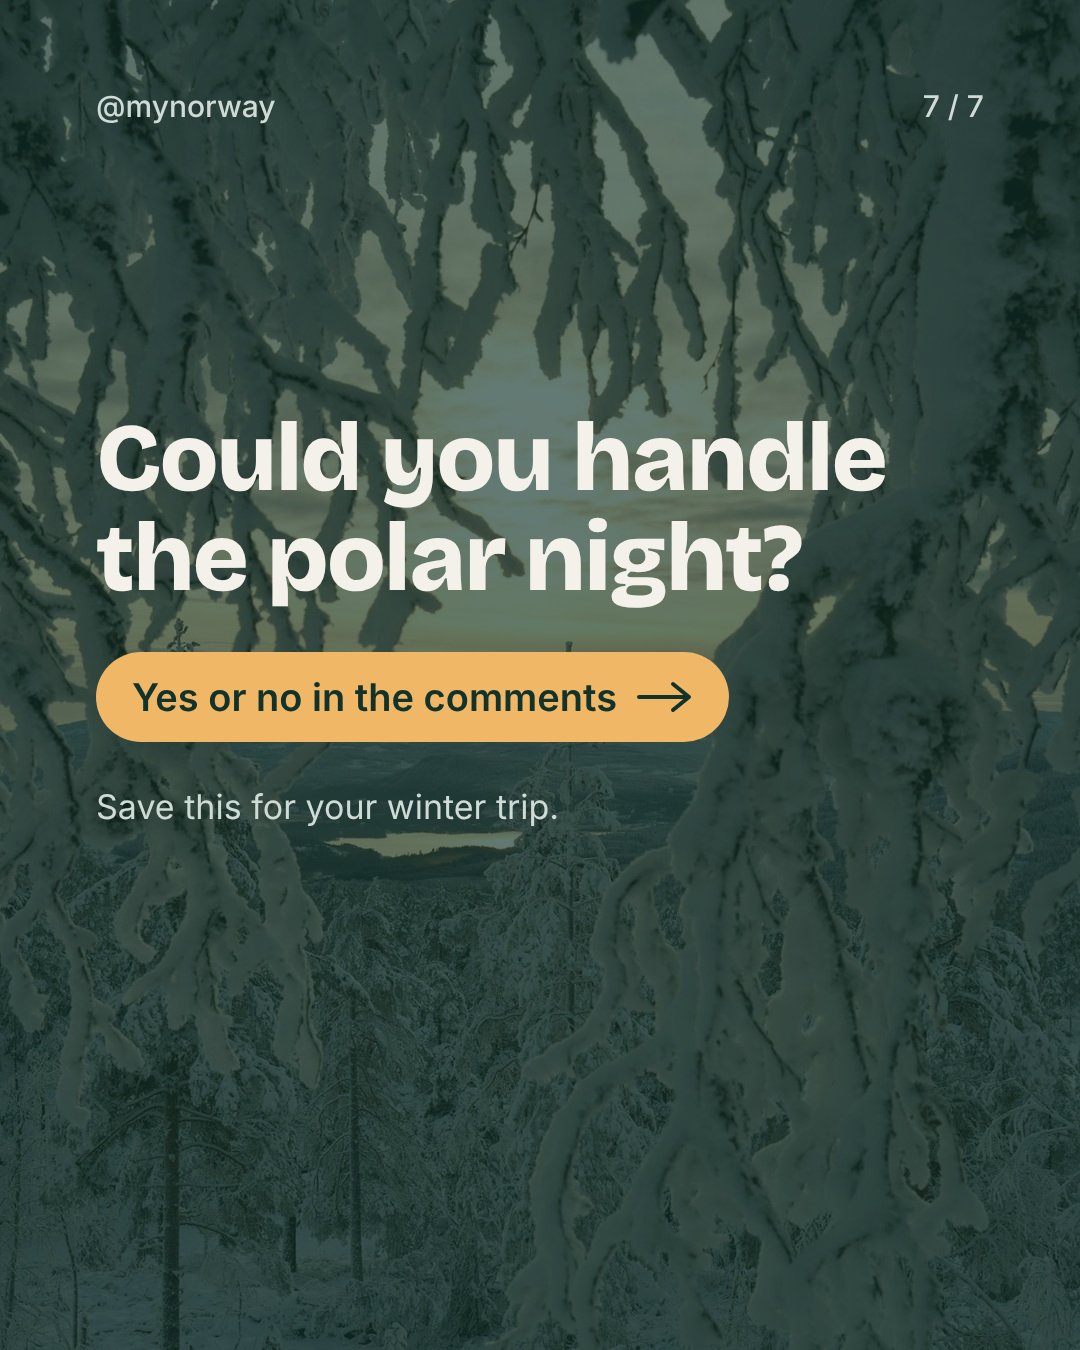 @mynorway
7 / 7
Could you handle
the polar night?
Yes or no in the comments →
Save this for your winter trip.